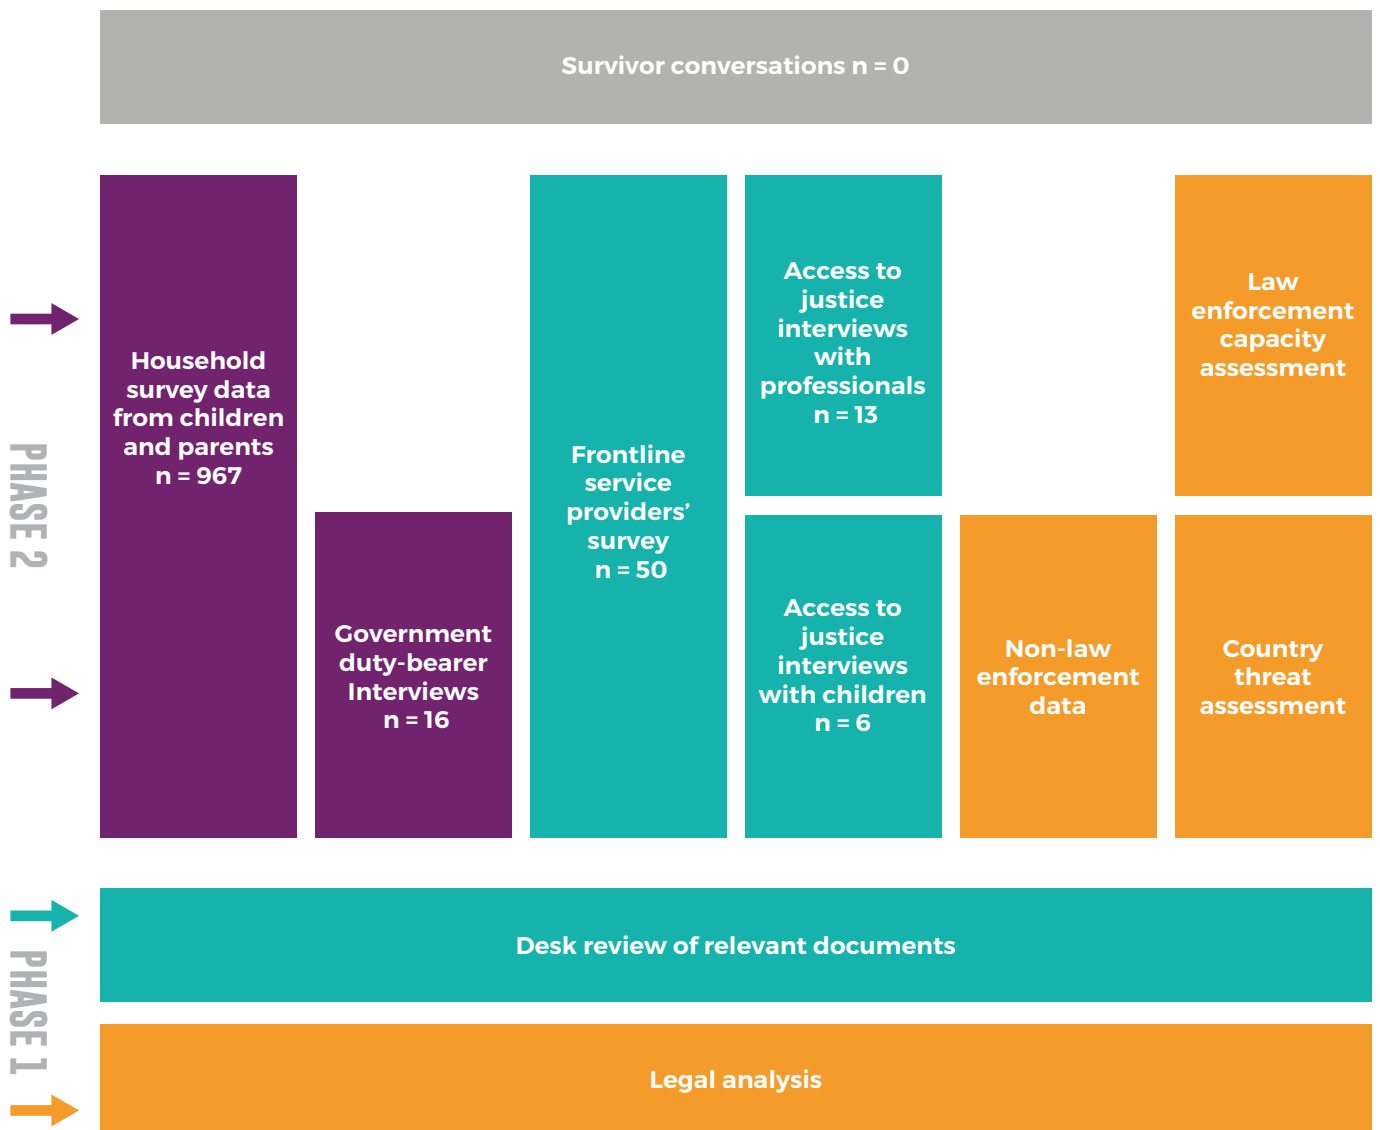 Survivor conversations n = 0
PHASE 2
Household
survey data
from children
and parents
n = 967
Government
duty-bearer
Interviews
n = 16
Frontline
service
providers’
survey
n = 50
Access to
justice
interviews
with
professionals
n = 13
Access to
justice
interviews
with children
n = 6
Non-law
enforcement
data
Law
enforcement
capacity
assessment
Country
threat
assessment
PHASE 1
Desk review of relevant documents
Legal analysis